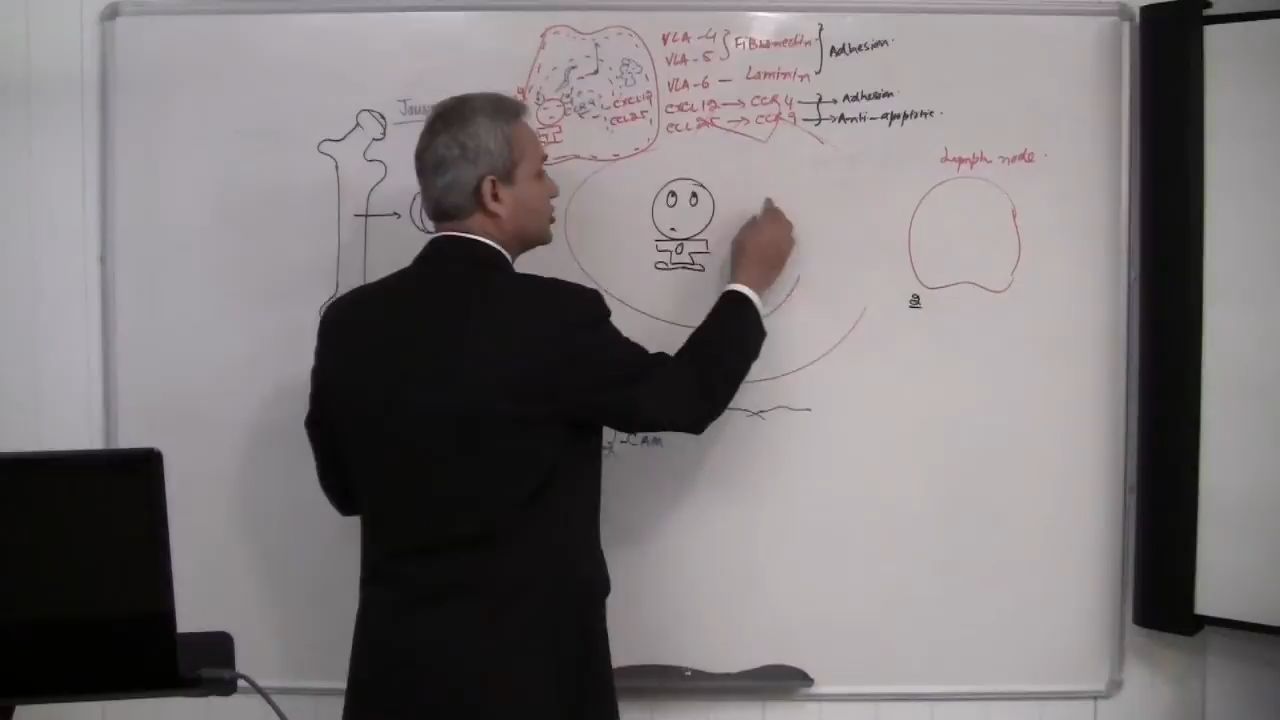 VLA-4
VLA-5
Fibronectin
Adhesion.
VLA-6 - Laminin
CXCL12 → CCR4 → Adhesion
CCL25 → CCR9 → Anti-apoptotic.
CXCL12
CCL25
Lymph node.
-CAM